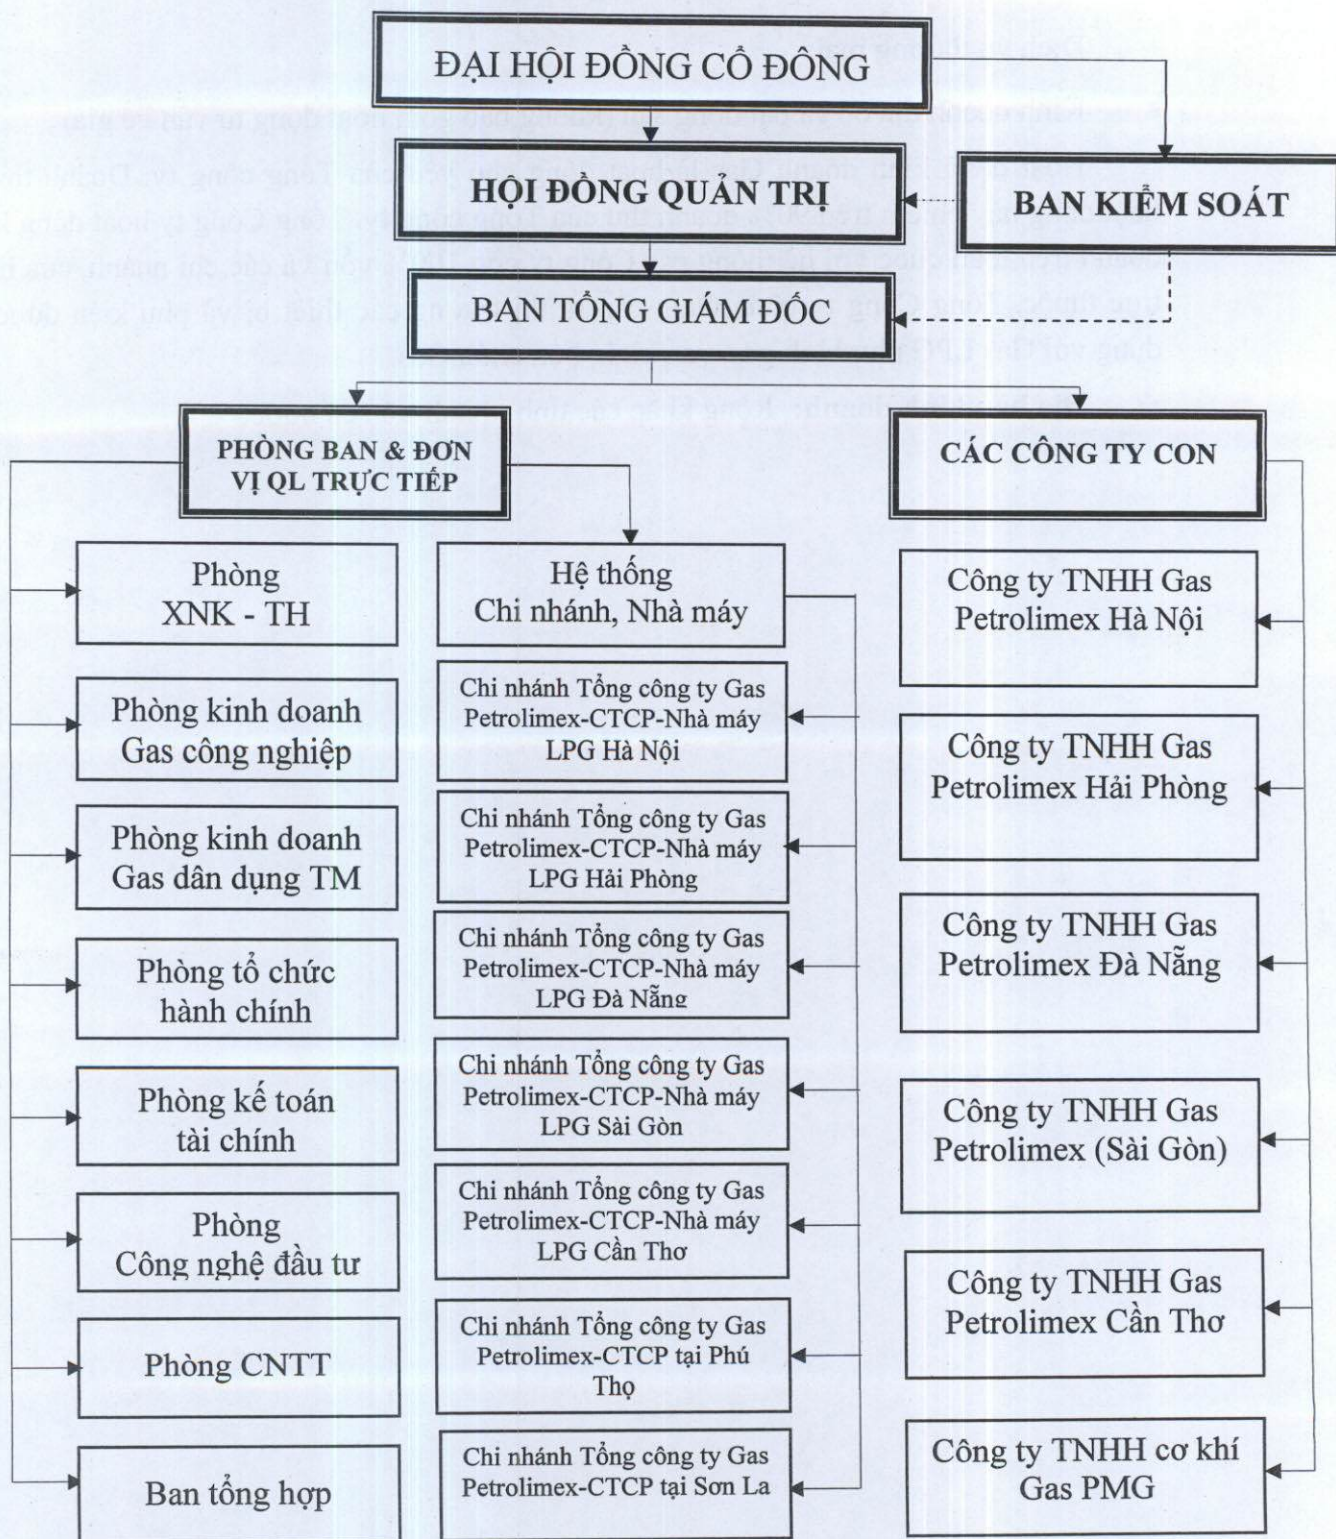 ĐẠI HỘI ĐỒNG CỔ ĐÔNG
HỘI ĐỒNG QUẢN TRỊ
BAN KIỂM SOÁT
BAN TỔNG GIÁM ĐỐC
PHÒNG BAN & ĐƠN
VỊ QL TRỰC TIẾP
CÁC CÔNG TY CON
Phòng
XNK - TH
Phòng kinh doanh
Gas công nghiệp
Phòng kinh doanh
Gas dân dụng TM
Phòng tổ chức
hành chính
Phòng kế toán
tài chính
Phòng
Công nghệ đầu tư
Phòng CNTT
Ban tổng hợp
Hệ thống
Chi nhánh, Nhà máy
Chi nhánh Tổng công ty Gas
Petrolimex-CTCP-Nhà máy
LPG Hà Nội
Chi nhánh Tổng công ty Gas
Petrolimex-CTCP-Nhà máy
LPG Hải Phòng
Chi nhánh Tổng công ty Gas
Petrolimex-CTCP-Nhà máy
LPG Đà Nẵng
Chi nhánh Tổng công ty Gas
Petrolimex-CTCP-Nhà máy
LPG Sài Gòn
Chi nhánh Tổng công ty Gas
Petrolimex-CTCP-Nhà máy
LPG Cần Thơ
Chi nhánh Tổng công ty Gas
Petrolimex-CTCP tại Phú
Thọ
Chi nhánh Tổng công ty Gas
Petrolimex-CTCP tại Sơn La
Công ty TNHH Gas
Petrolimex Hà Nội
Công ty TNHH Gas
Petrolimex Hải Phòng
Công ty TNHH Gas
Petrolimex Đà Nẵng
Công ty TNHH Gas
Petrolimex (Sài Gòn)
Công ty TNHH Gas
Petrolimex Cần Thơ
Công ty TNHH cơ khí
Gas PMG